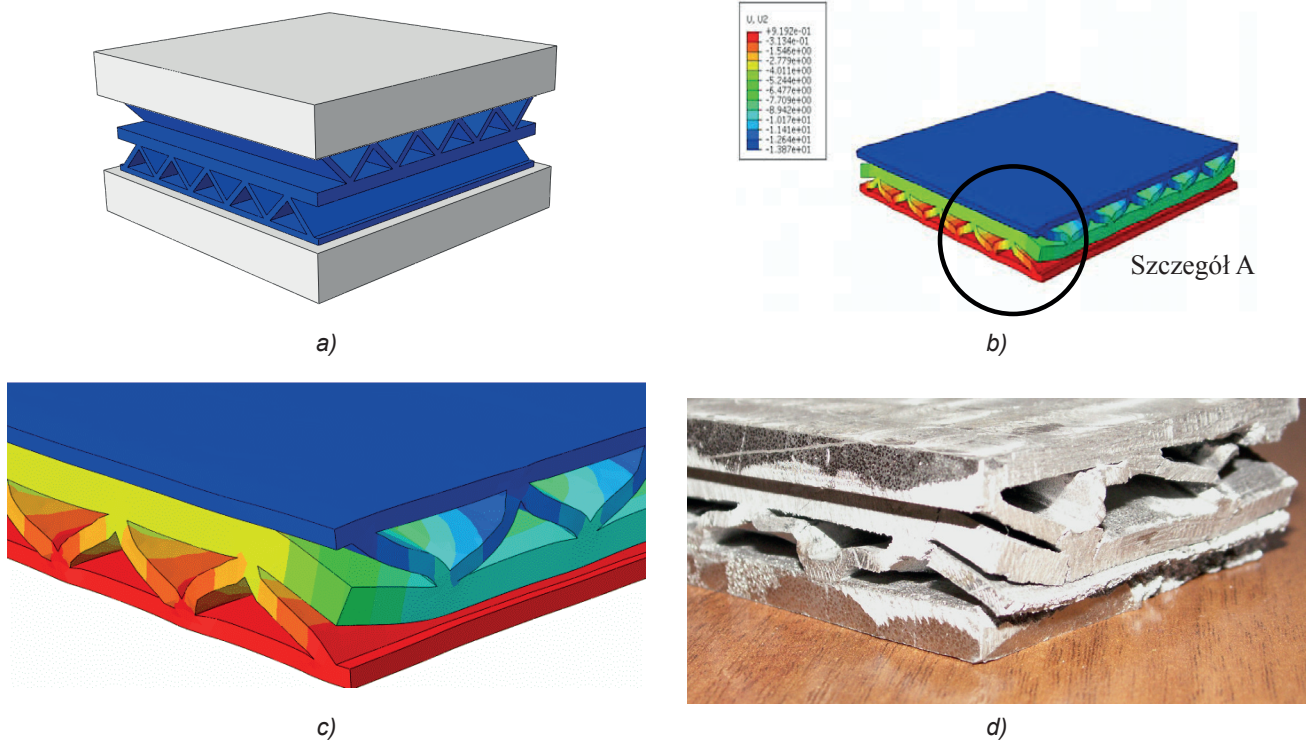 U, U2
+9.192e-01
-3.134e-01
-1.546e+00
-2.779e+00
-4.011e+00
-5.244e+00
-6.477e+00
-7.709e+00
-8.942e+00
-1.017e+01
-1.141e+01
-1.264e+01
-1.387e+01
Szczegół A
a)
b)
c)
d)